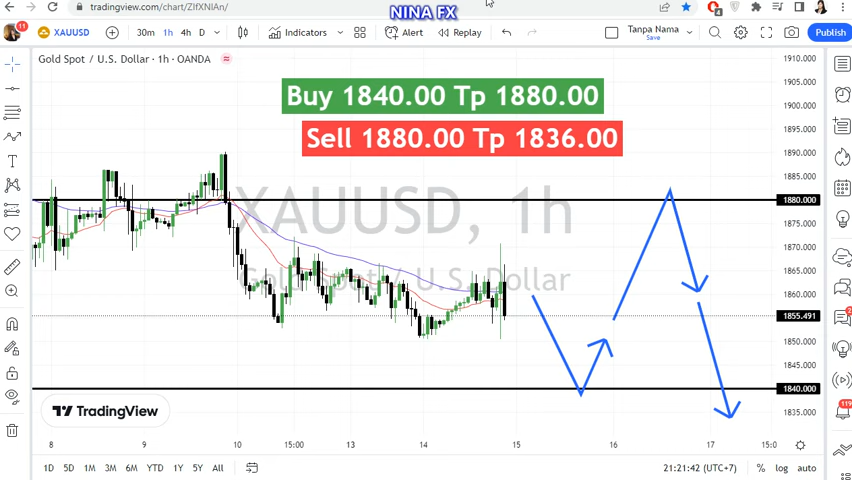 tradingview.com/chart/ZIfXNIAn/
NINA FX
4
11
XAUUSD
30m 1h 4h D
Indicators
Alert
Replay
Tanpa Nama
Save
Publish
Gold Spot / U.S. Dollar · 1h · OANDA
Buy 1840.00 Tp 1880.00
Sell 1880.00 Tp 1836.00
XAUUSD, 1h
Gold Spot / U.S. Dollar
1910.000
1905.000
1900.000
1895.000
1890.000
1885.000
1880.000
1875.000
1870.000
1865.000
1860.000
1855.491
1850.000
1845.000
1840.000
1835.000
TradingView
8 9 10 15:00 13 14 15 16 17 15:0
2
119
1D 5D 1M 3M 6M YTD 1Y 5Y All
21:21:42 (UTC+7) % log auto